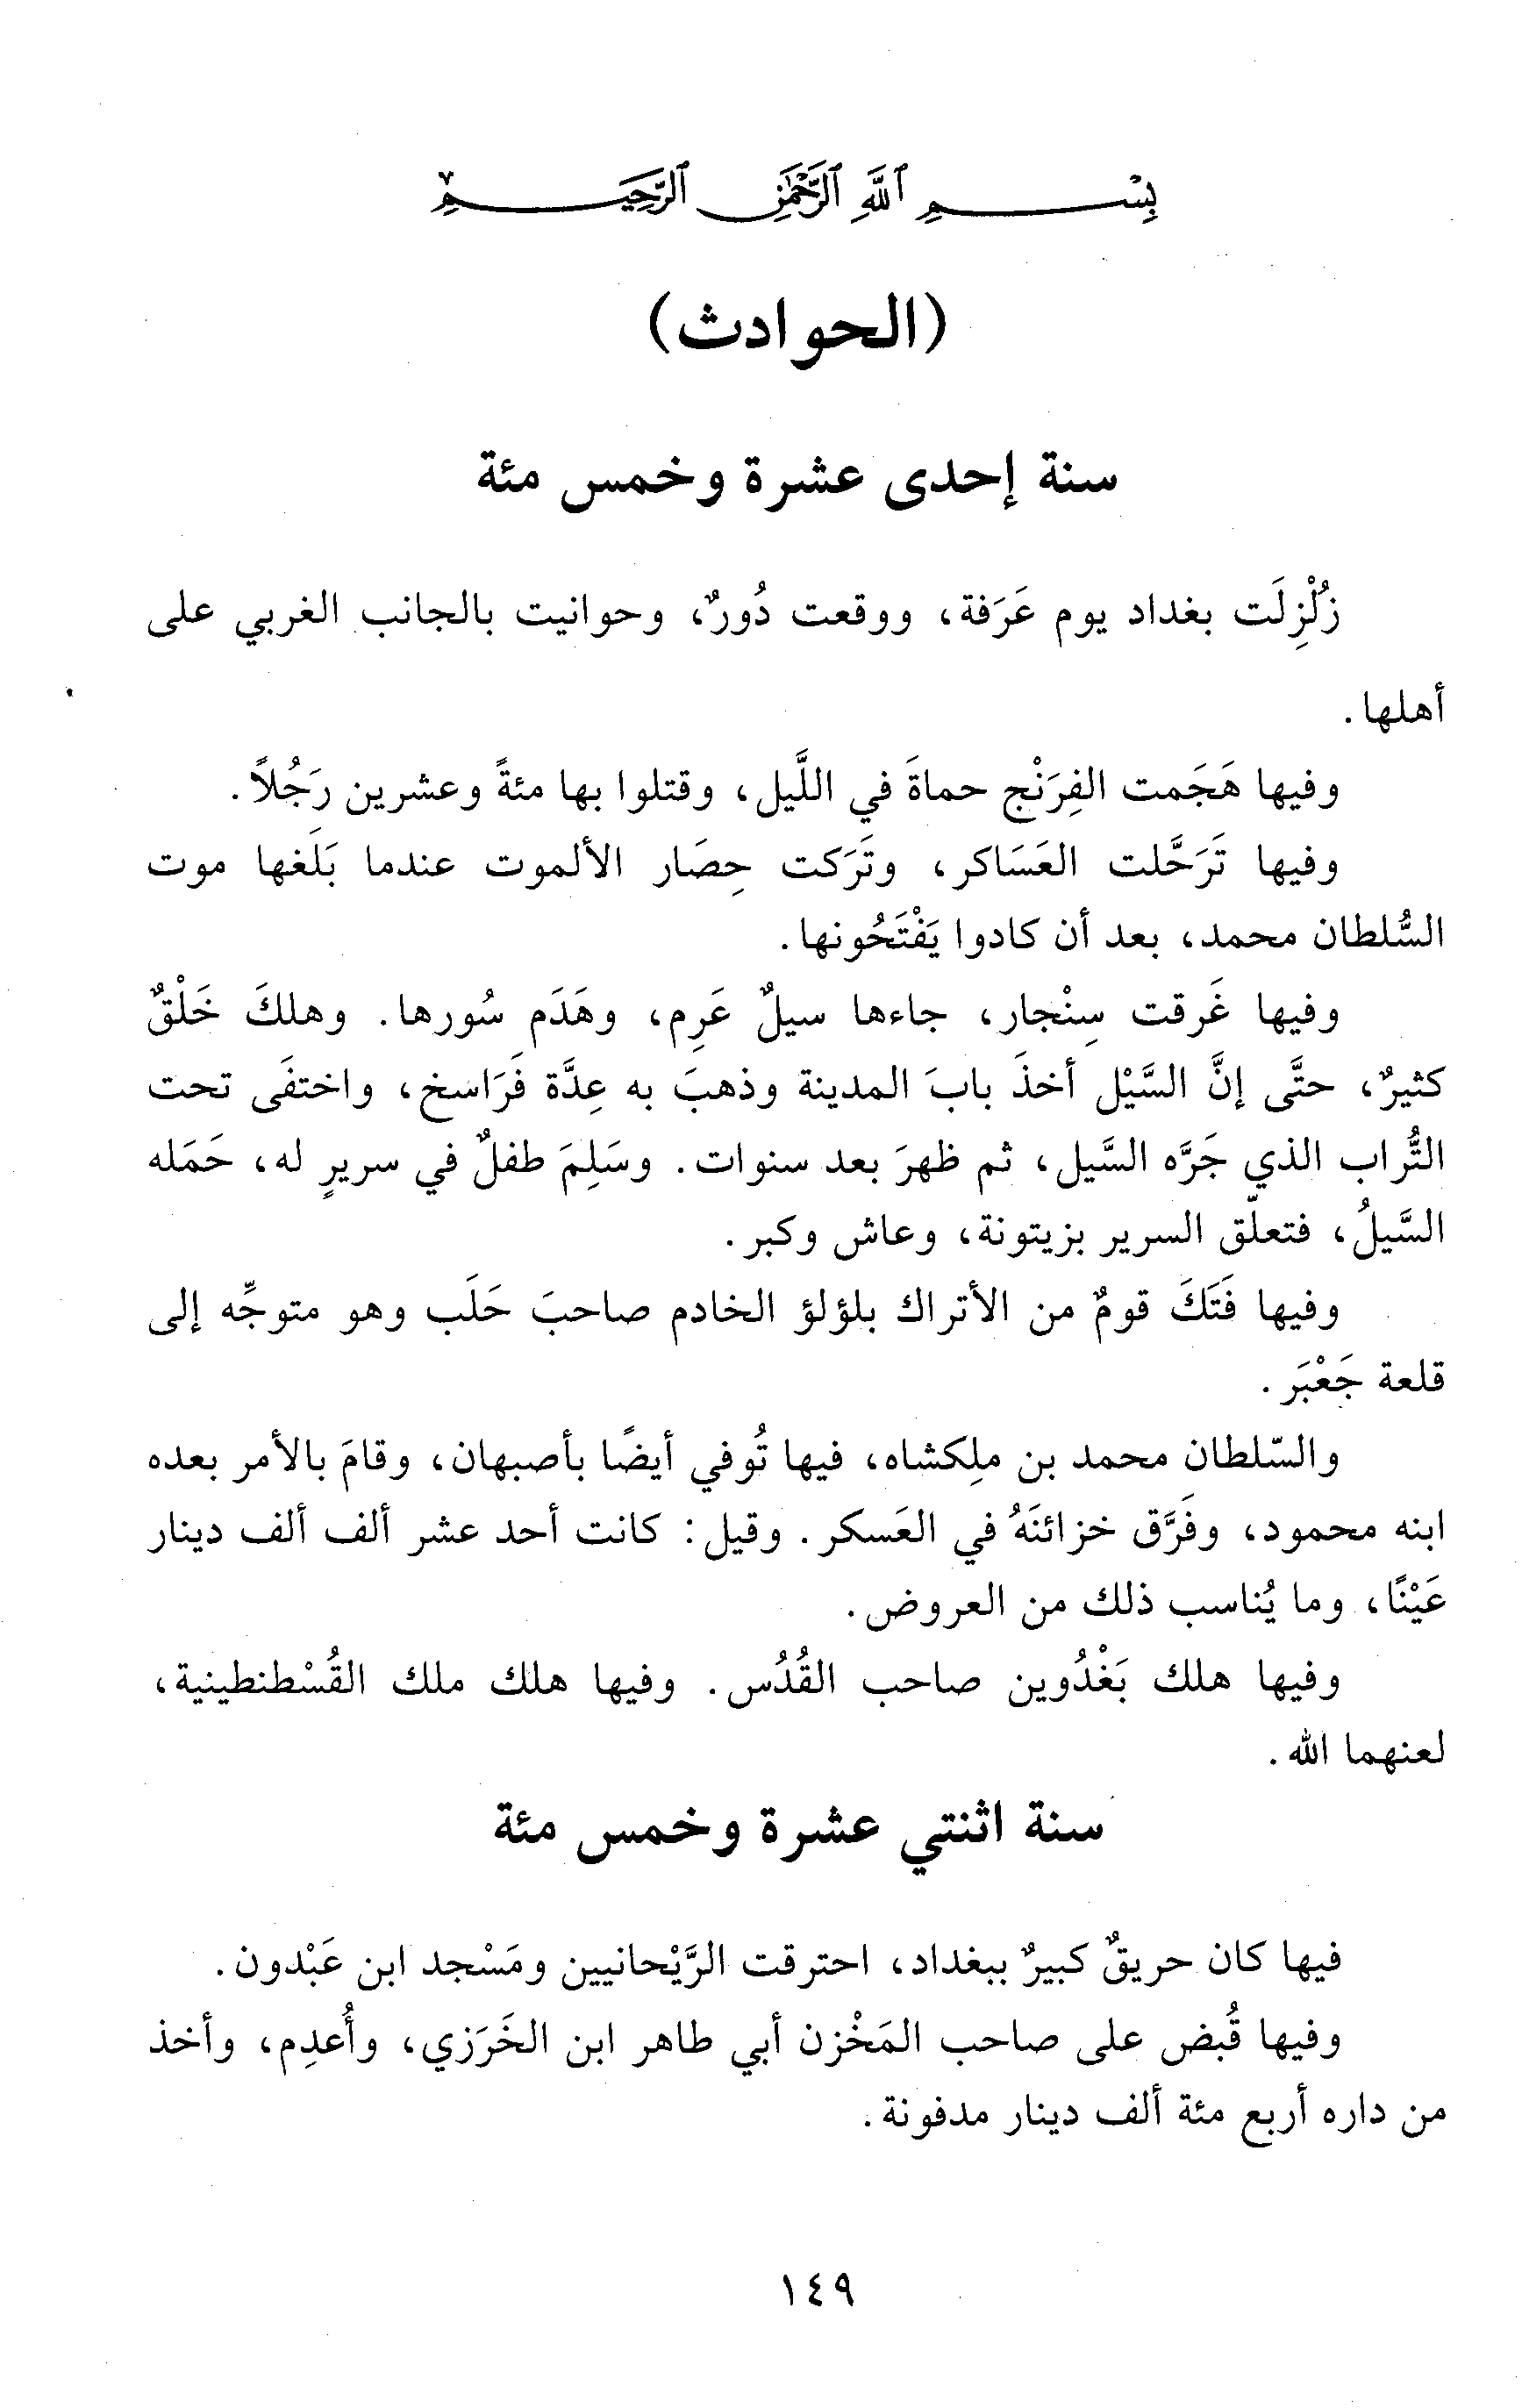 بِسْمِ ٱللَّهِ ٱلرَّحْمَٰنِ ٱلرَّحِيمِ
(الحوادث)
سنة إحدى عشرة وخمس مئة
زُلْزِلَت بغداد يوم عَرَفة، ووقعت دُورٌ، وحوانيت بالجانب الغربي على
أهلها.
وفيها هَجَمت الفِرَنْج حماةَ في اللَّيل، وقتلوا بها مئةً وعشرين رَجُلاً.
وفيها تَرَحَّلت العَسَاكر، وتَرَكت حِصَار الألموت عندما بَلَغها موت
السُّلطان محمد، بعد أن كادوا يَفْتَحُونها.
وفيها غَرقت سِنْجار، جاءها سيلٌ عَرِم، وهَدَم سُورها. وهلكَ خَلْقٌ
كثيرٌ، حتَّى إنَّ السَّيْل أخذَ بابَ المدينة وذهبَ به عِدَّة فَرَاسخ، واختفَى تحت
التُّراب الذي جَرَّه السَّيل، ثم ظهرَ بعد سنوات. وسَلِمَ طفلٌ في سريرٍ له، حَمَله
السَّيلُ، فتعلّق السرير بزيتونة، وعاش وكبر.
وفيها فَتَكَ قومٌ من الأتراك بلؤلؤ الخادم صاحبَ حَلَب وهو متوجِّه إلى
قلعة جَعْبَر.
والسّلطان محمد بن ملِكشاه، فيها تُوفي أيضًا بأصبهان، وقامَ بالأمر بعده
ابنه محمود، وفَرَّق خزائنَهُ في العَسكر. وقيل: كانت أحد عشر ألف ألف دينار
عَيْنًا، وما يُناسب ذلك من العروض.
وفيها هلك بَغْدُوين صاحب القُدُس. وفيها هلك ملك القُسْطنطينية،
لعنهما الله.
سنة اثنتي عشرة وخمس مئة
فيها كان حريقٌ كبيرٌ ببغداد، احترقت الرَّيْحانيين ومَسْجد ابن عَبْدون.
وفيها قُبض على صاحب المَخْزن أبي طاهر ابن الخَرَزي، وأُعدِم، وأخذ
من داره أربع مئة ألف دينار مدفونة.
١٤٩